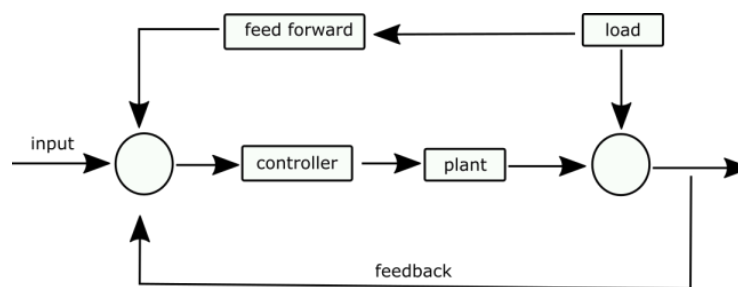 feed forward
load
input
controller
plant
feedback